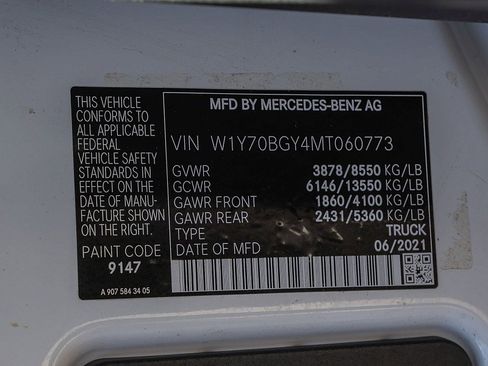 THIS VEHICLE
CONFORMS TO
ALL APPLICABLE
FEDERAL
VEHICLE SAFETY
STANDARDS IN
EFFECT ON THE
DATE OF MANU-
FACTURE SHOWN
ON THE RIGHT.
PAINT CODE
9147
A 907 584 34 05
MFD BY MERCEDES-BENZ AG
VIN W1Y70BGY4MT060773
GVWR 3878/8550 KG/LB
GCWR 6146/13550 KG/LB
GAWR FRONT 1860/4100 KG/LB
GAWR REAR 2431/5360 KG/LB
TYPE TRUCK
DATE OF MFD 06/2021